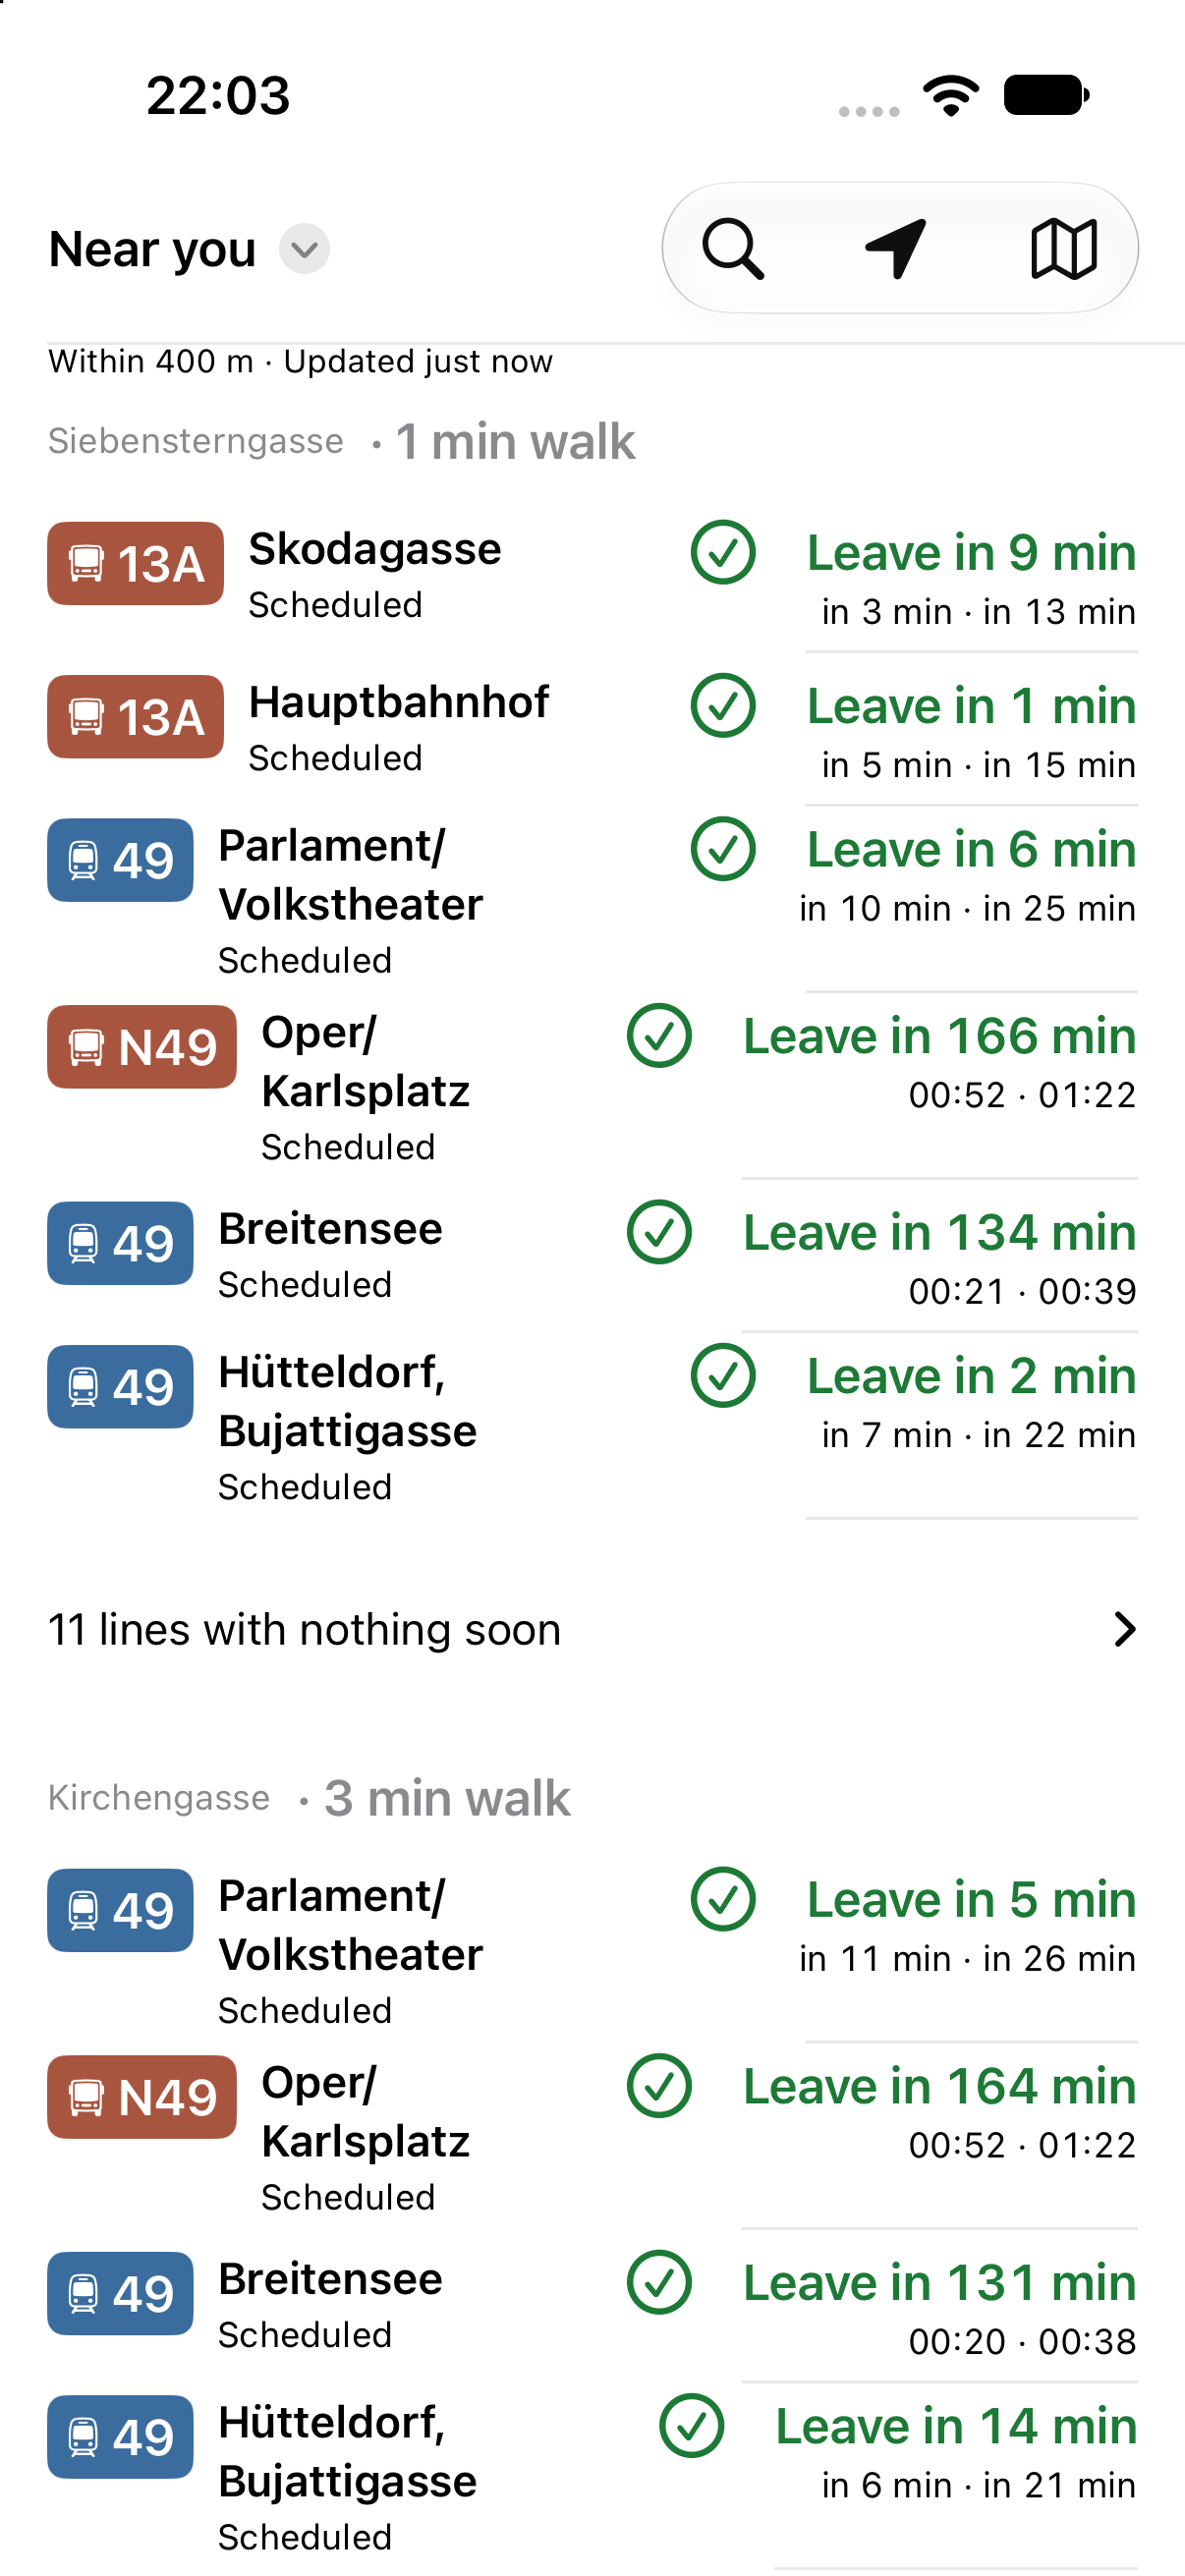 22:03
Near you
Within 400 m · Updated just now
Siebensterngasse · 1 min walk
13A Skodagasse Leave in 9 min
Scheduled in 3 min · in 13 min
13A Hauptbahnhof Leave in 1 min
Scheduled in 5 min · in 15 min
49 Parlament/ Leave in 6 min
Volkstheater in 10 min · in 25 min
Scheduled
N49 Oper/ Leave in 166 min
Karlsplatz 00:52 · 01:22
Scheduled
49 Breitensee Leave in 134 min
Scheduled 00:21 · 00:39
49 Hütteldorf, Leave in 2 min
Bujattigasse in 7 min · in 22 min
Scheduled
11 lines with nothing soon
Kirchengasse · 3 min walk
49 Parlament/ Leave in 5 min
Volkstheater in 11 min · in 26 min
Scheduled
N49 Oper/ Leave in 164 min
Karlsplatz 00:52 · 01:22
Scheduled
49 Breitensee Leave in 131 min
Scheduled 00:20 · 00:38
49 Hütteldorf, Leave in 14 min
Bujattigasse in 6 min · in 21 min
Scheduled